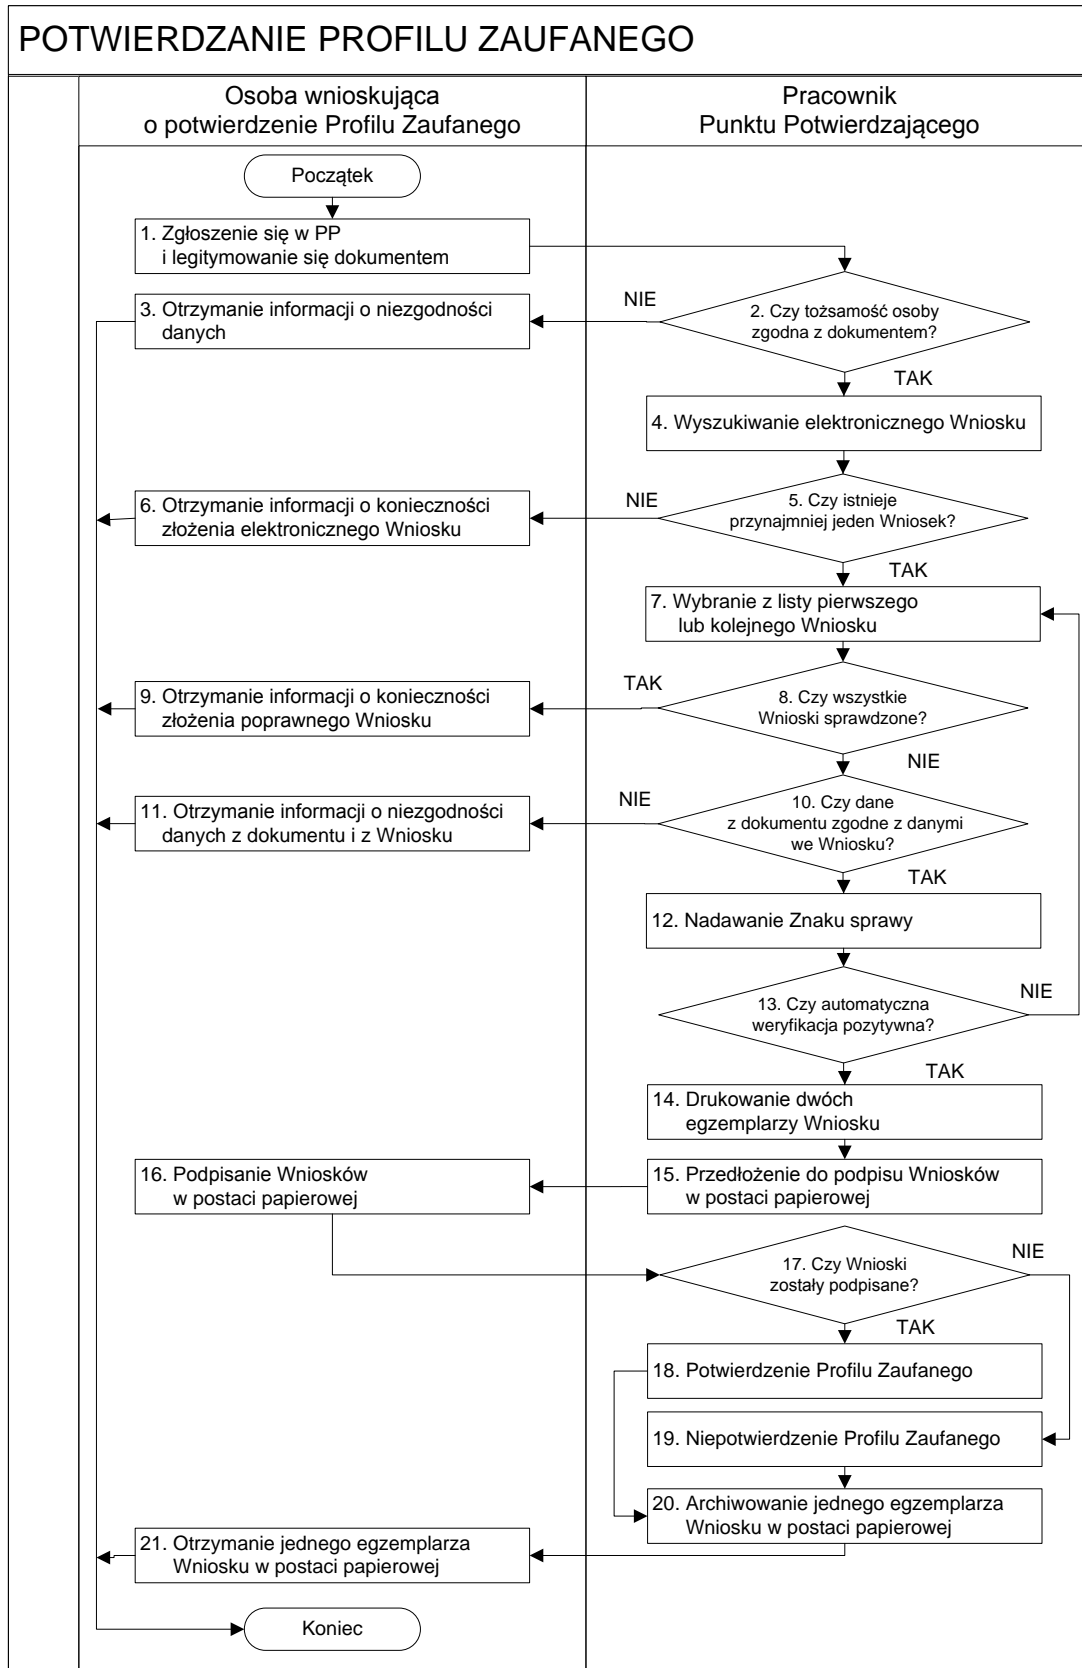 POTWIERDZANIE PROFILU ZAUFANEGO
Osoba wnioskująca
o potwierdzenie Profilu Zaufanego
Pracownik
Punktu Potwierdzającego
Początek
1. Zgłoszenie się w PP
i legitymowanie się dokumentem
NIE
2. Czy tożsamość osoby
zgodna z dokumentem?
3. Otrzymanie informacji o niezgodności
danych
TAK
4. Wyszukiwanie elektronicznego Wniosku
NIE
5. Czy istnieje
przynajmniej jeden Wniosek?
6. Otrzymanie informacji o konieczności
złożenia elektronicznego Wniosku
TAK
7. Wybranie z listy pierwszego
lub kolejnego Wniosku
TAK
8. Czy wszystkie
Wnioski sprawdzone?
9. Otrzymanie informacji o konieczności
złożenia poprawnego Wniosku
NIE
NIE
10. Czy dane
z dokumentu zgodne z danymi
we Wniosku?
11. Otrzymanie informacji o niezgodności
danych z dokumentu i z Wniosku
TAK
12. Nadawanie Znaku sprawy
NIE
13. Czy automatyczna
weryfikacja pozytywna?
TAK
14. Drukowanie dwóch
egzemplarzy Wniosku
15. Przedłożenie do podpisu Wniosków
w postaci papierowej
16. Podpisanie Wniosków
w postaci papierowej
NIE
17. Czy Wnioski
zostały podpisane?
TAK
18. Potwierdzenie Profilu Zaufanego
19. Niepotwierdzenie Profilu Zaufanego
20. Archiwowanie jednego egzemplarza
Wniosku w postaci papierowej
21. Otrzymanie jednego egzemplarza
Wniosku w postaci papierowej
Koniec